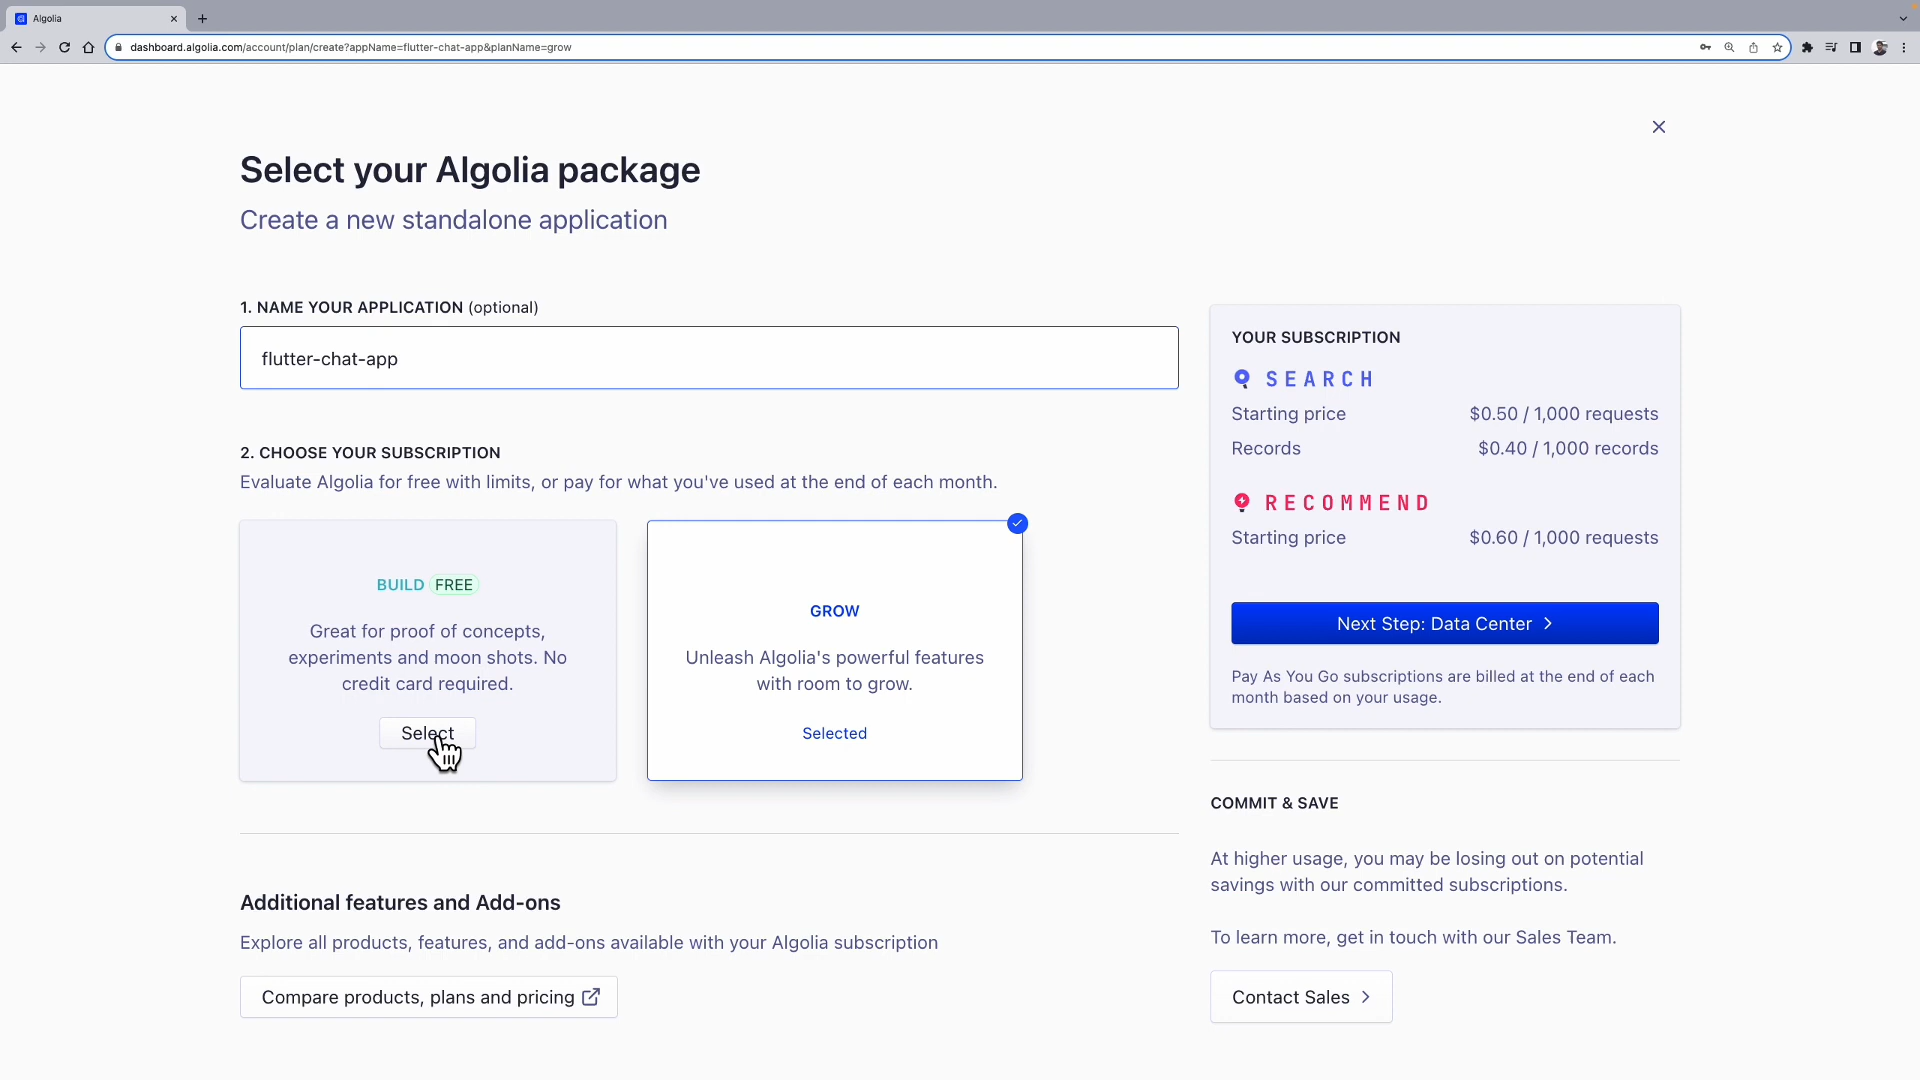 Algolia
dashboard.algolia.com/account/plan/create?appName=flutter-chat-app&planName=grow
Select your Algolia package
Create a new standalone application
1. NAME YOUR APPLICATION (optional)
flutter-chat-app
2. CHOOSE YOUR SUBSCRIPTION
Evaluate Algolia for free with limits, or pay for what you've used at the end of each month.
BUILD FREE
Great for proof of concepts,
experiments and moon shots. No
credit card required.
Select
GROW
Unleash Algolia's powerful features
with room to grow.
Selected
Additional features and Add-ons
Explore all products, features, and add-ons available with your Algolia subscription
Compare products, plans and pricing
YOUR SUBSCRIPTION
SEARCH
Starting price $0.50 / 1,000 requests
Records $0.40 / 1,000 records
RECOMMEND
Starting price $0.60 / 1,000 requests
Next Step: Data Center
Pay As You Go subscriptions are billed at the end of each
month based on your usage.
COMMIT & SAVE
At higher usage, you may be losing out on potential
savings with our committed subscriptions.
To learn more, get in touch with our Sales Team.
Contact Sales